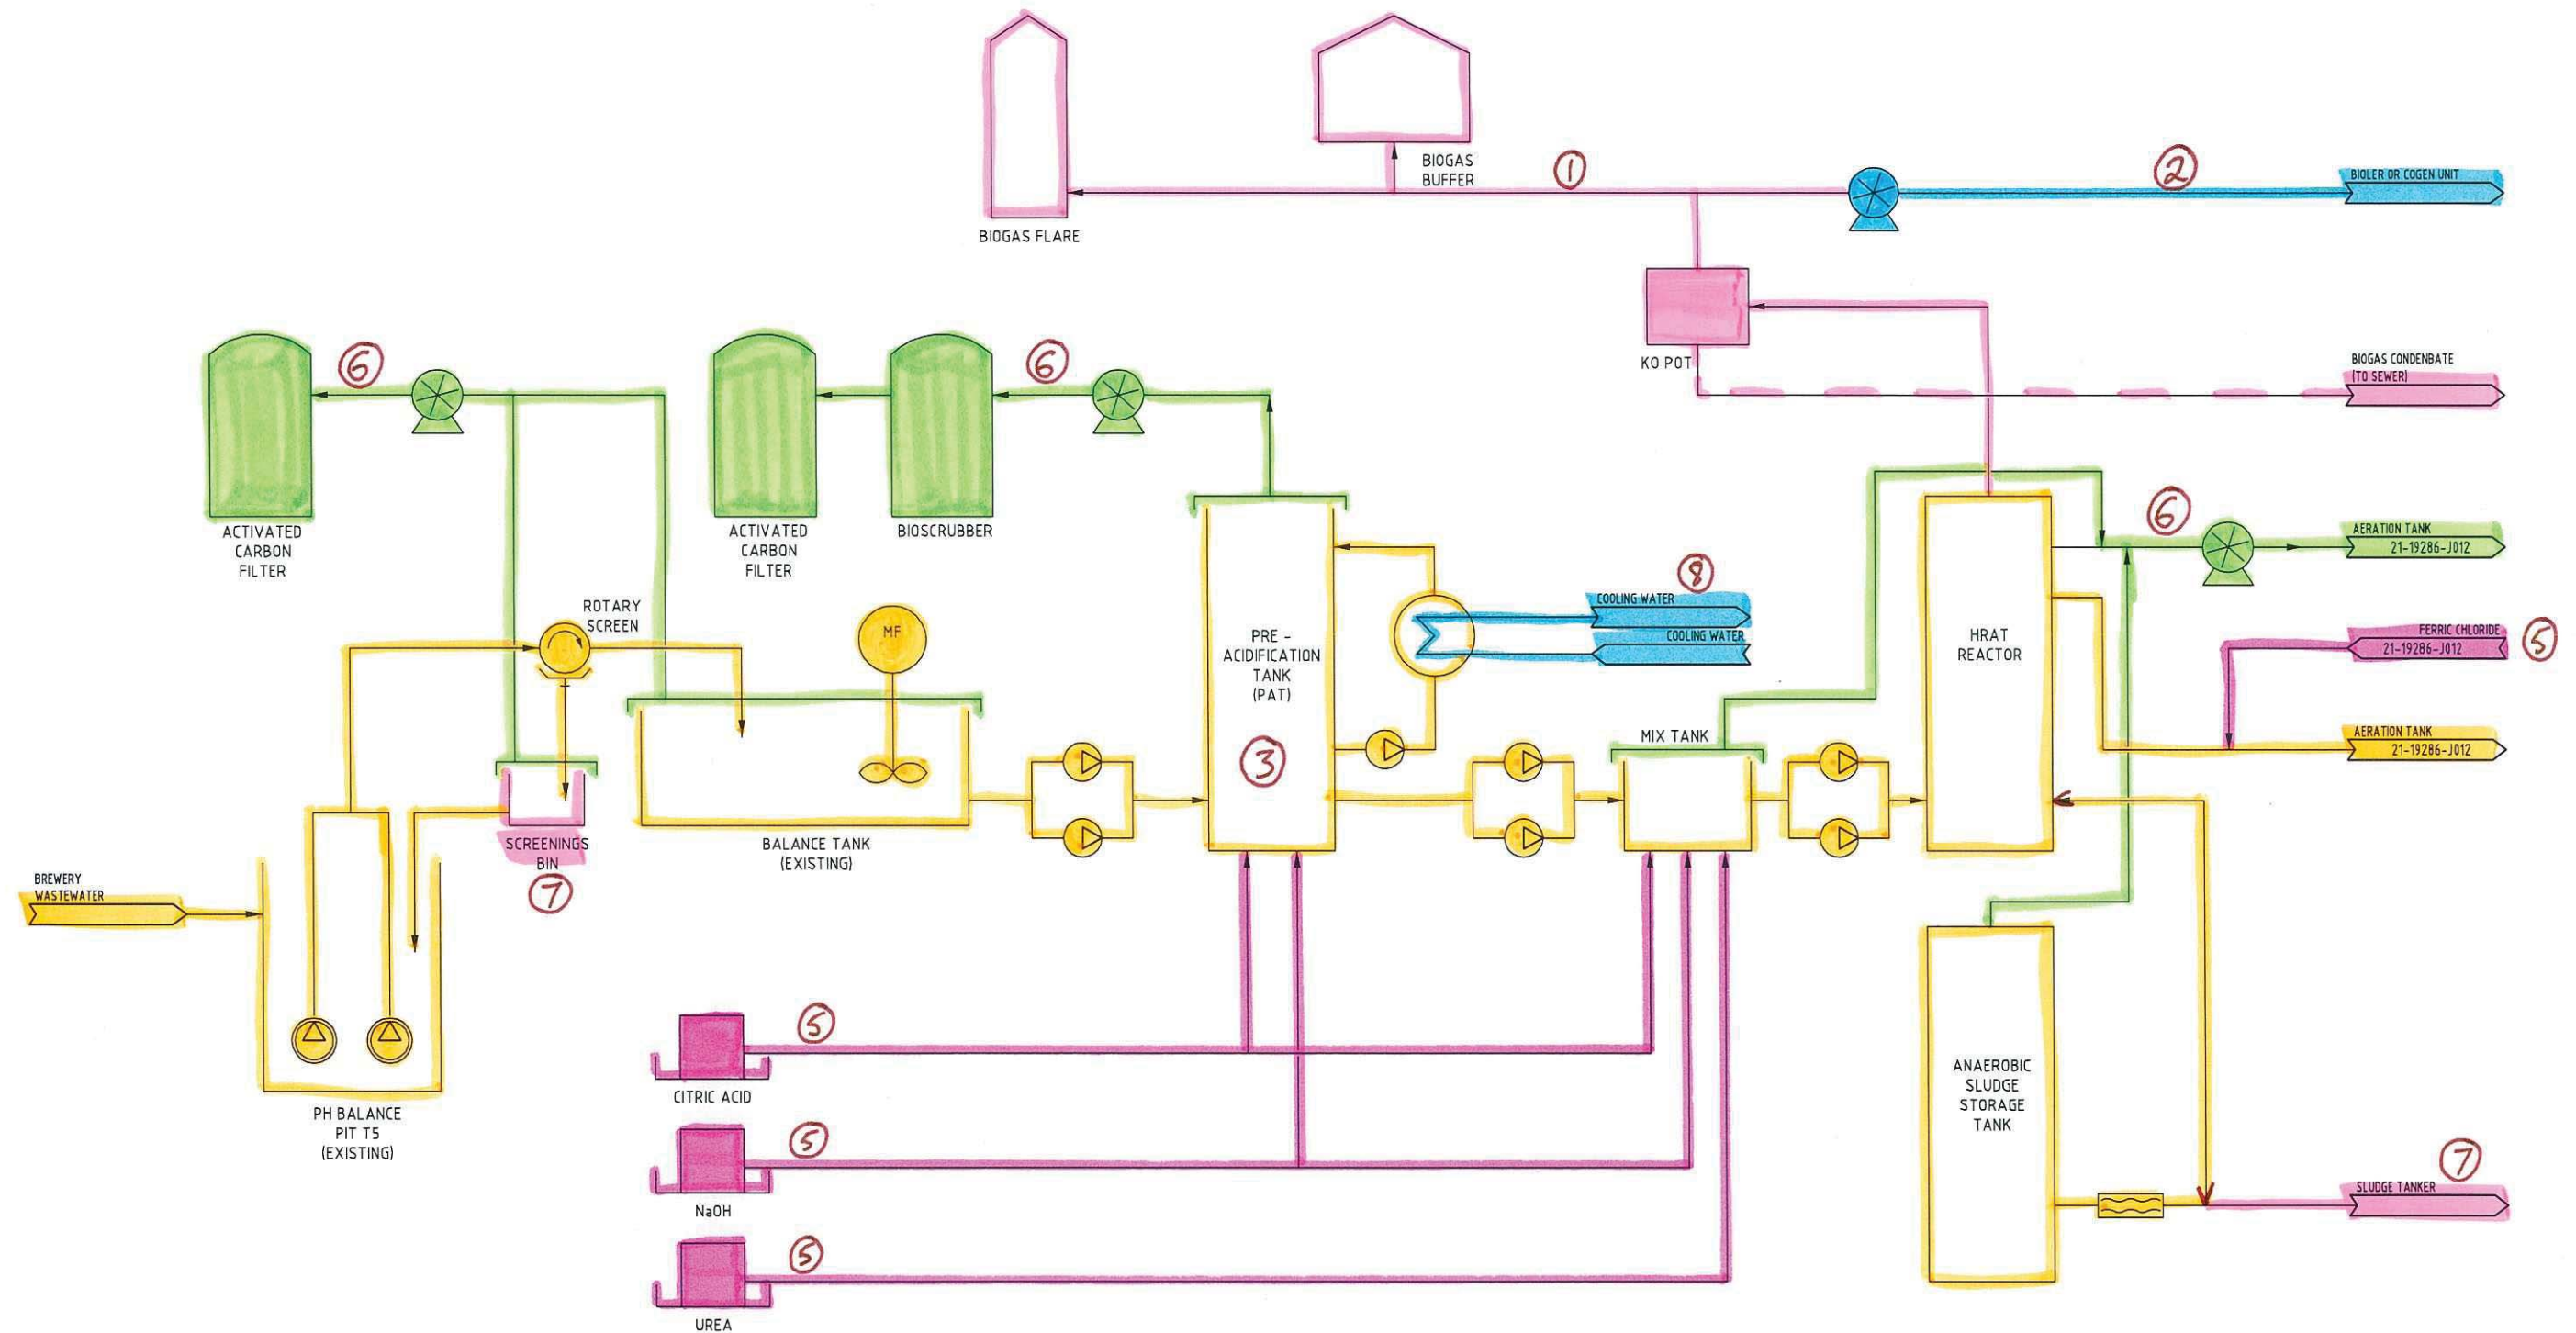 BIOGAS FLARE
BIOGAS
BUFFER
1
2
BIOLER OR COGEN UNIT
KO POT
BIOGAS CONDENBATE
(TO SEWER)
6
6
ACTIVATED
CARBON
FILTER
ACTIVATED
CARBON
FILTER
BIOSCRUBBER
6
AERATION TANK
21-19286-J012
ROTARY
SCREEN
MF
PRE -
ACIDIFICATION
TANK
(PAT)
3
8
COOLING WATER
COOLING WATER
HRAT
REACTOR
FERRIC CHLORIDE
21-19286-J012
5
MIX TANK
AERATION TANK
21-19286-J012
SCREENINGS
BIN
7
BALANCE TANK
(EXISTING)
BREWERY
WASTEWATER
PH BALANCE
PIT T5
(EXISTING)
5
CITRIC ACID
5
NaOH
5
UREA
ANAEROBIC
SLUDGE
STORAGE
TANK
7
SLUDGE TANKER